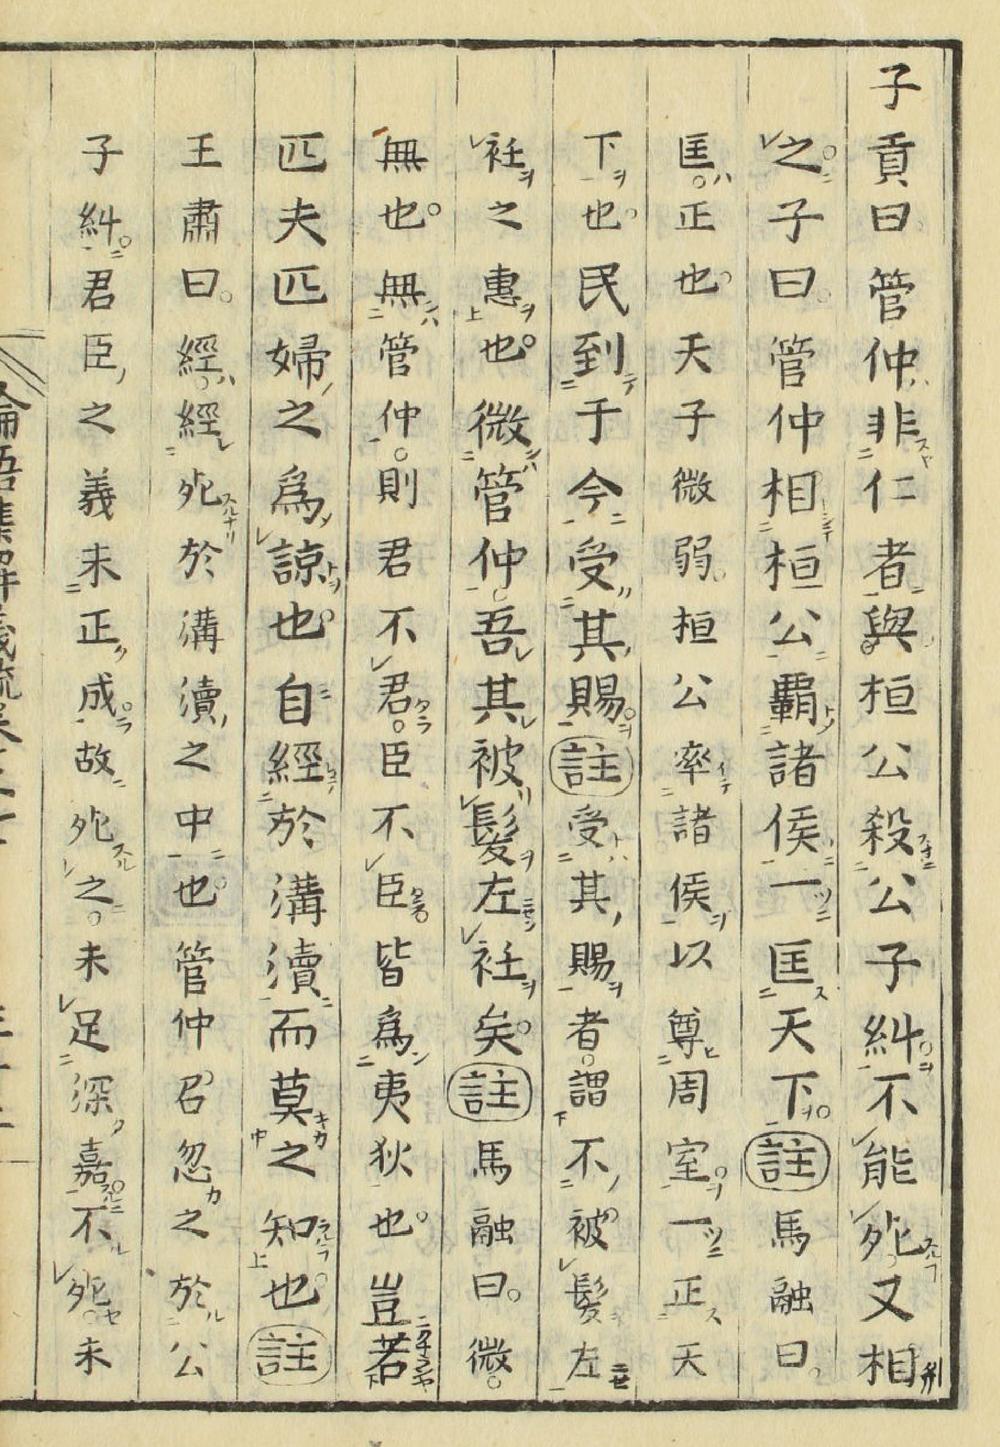 子貢曰管仲非仁者與桓公殺公子糾不能死又相
之子曰管仲相桓公霸諸侯一匡天下註馬融曰
匡正也天子微弱桓公率諸侯以尊周室一正天
下也民到于今受其賜註受其賜者謂不被髮左
衽之惠也微管仲吾其被髮左衽矣註馬融曰微
無也無管仲則君不君臣不臣皆爲夷狄也豈若
匹夫匹婦之爲諒也自經於溝瀆而莫之知也註
王肅曰經經死於溝瀆之中也管仲召忽之於公
子糾君臣之義未正成故死之未足深嘉不死未
論語集解義疏卷